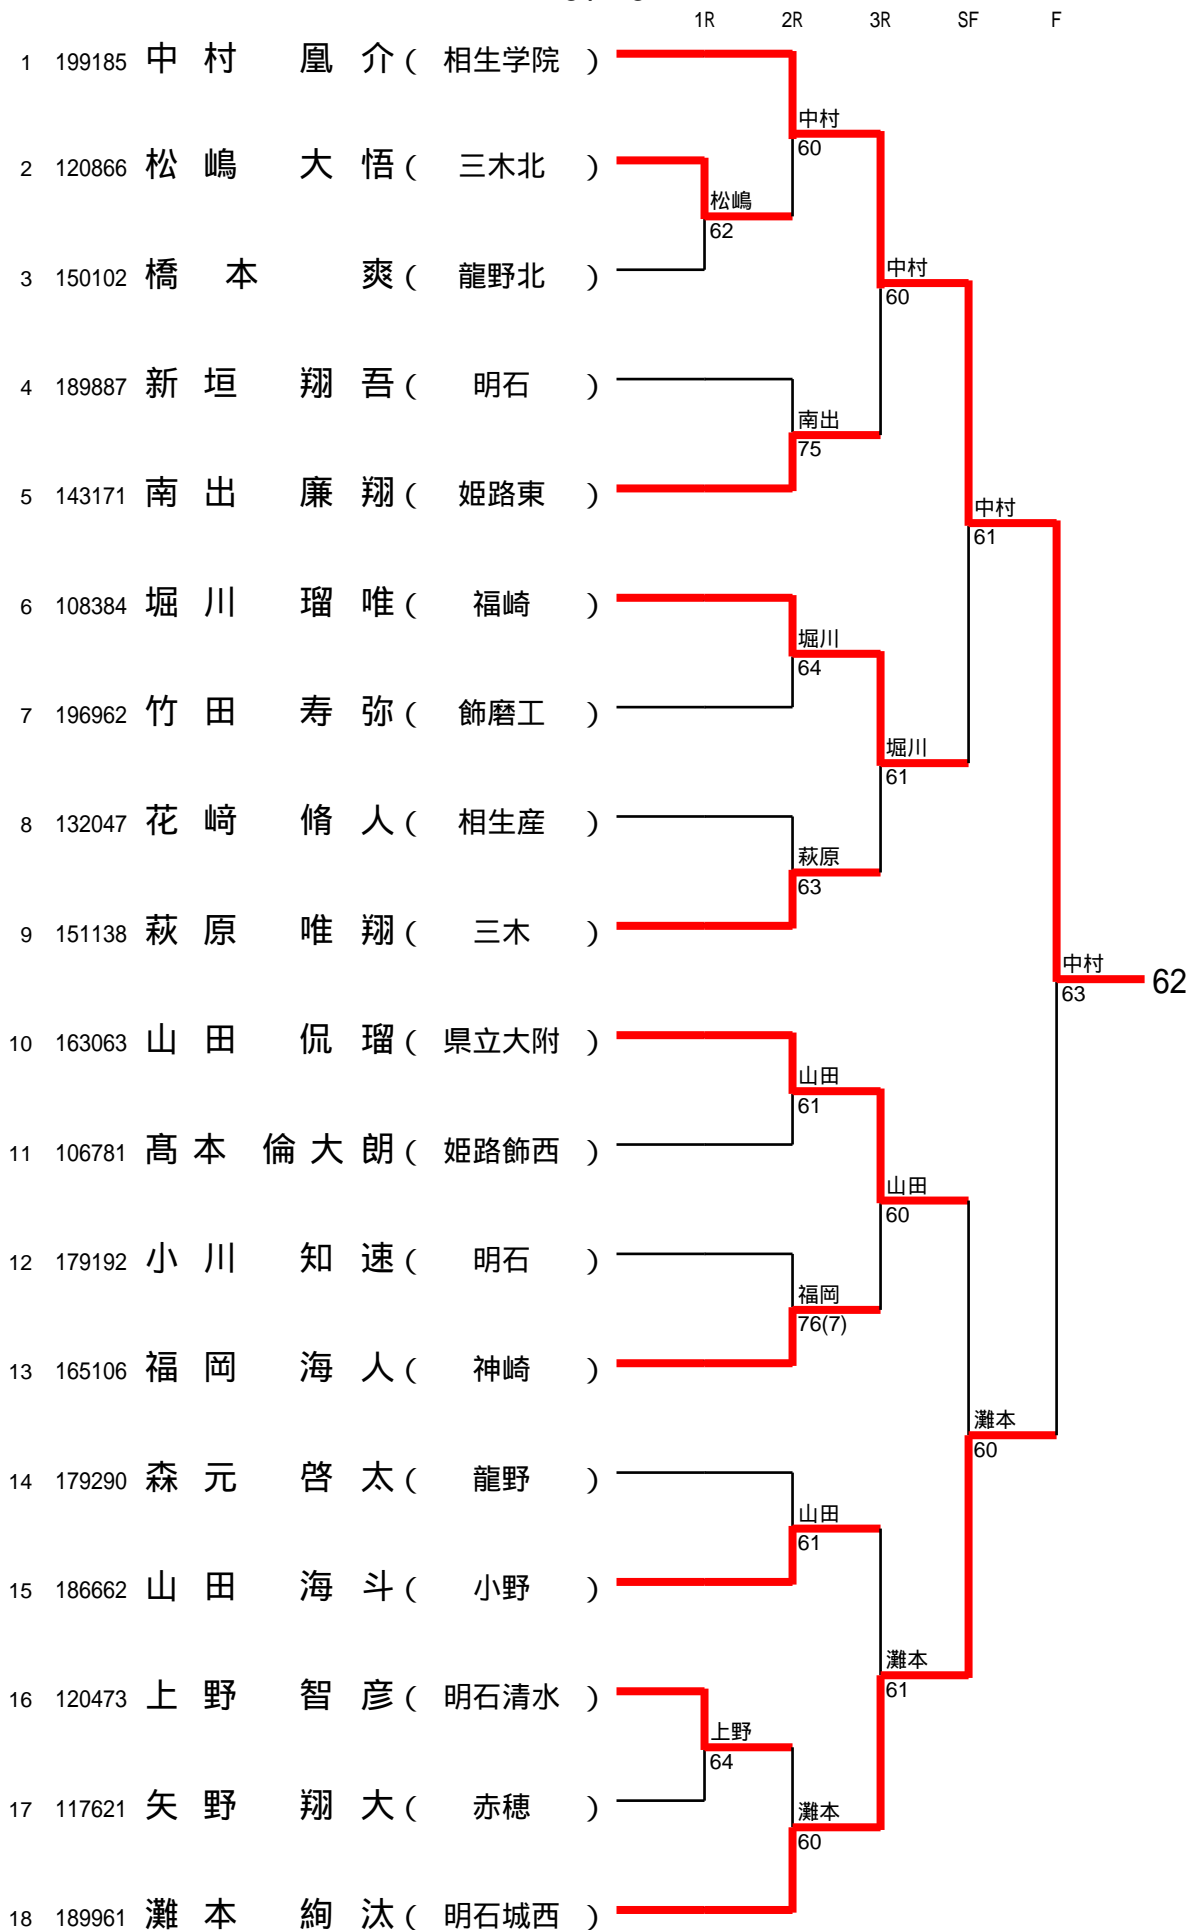 1R 2R 3R SF F
1 199185 中村 凰介 ( 相生学院 )
中村
60
2 120866 松嶋 大悟 ( 三木北 )
松嶋
62
3 150102 橋本 爽 ( 龍野北 )
中村
60
4 189887 新垣 翔吾 ( 明石 )
南出
75
5 143171 南出 廉翔 ( 姫路東 )
中村
61
6 108384 堀川 瑠唯 ( 福崎 )
堀川
64
7 196962 竹田 寿弥 ( 飾磨工 )
堀川
61
8 132047 花﨑 脩人 ( 相生産 )
萩原
63
9 151138 萩原 唯翔 ( 三木 )
中村
63
62
10 163063 山田 侃瑠 ( 県立大附 )
山田
61
11 106781 髙本 倫大朗 ( 姫路飾西 )
山田
60
12 179192 小川 知速 ( 明石 )
福岡
76(7)
13 165106 福岡 海人 ( 神崎 )
灘本
60
14 179290 森元 啓太 ( 龍野 )
山田
61
15 186662 山田 海斗 ( 小野 )
灘本
61
16 120473 上野 智彦 ( 明石清水 )
上野
64
17 117621 矢野 翔大 ( 赤穂 )
灘本
60
18 189961 灘本 絢汰 ( 明石城西 )